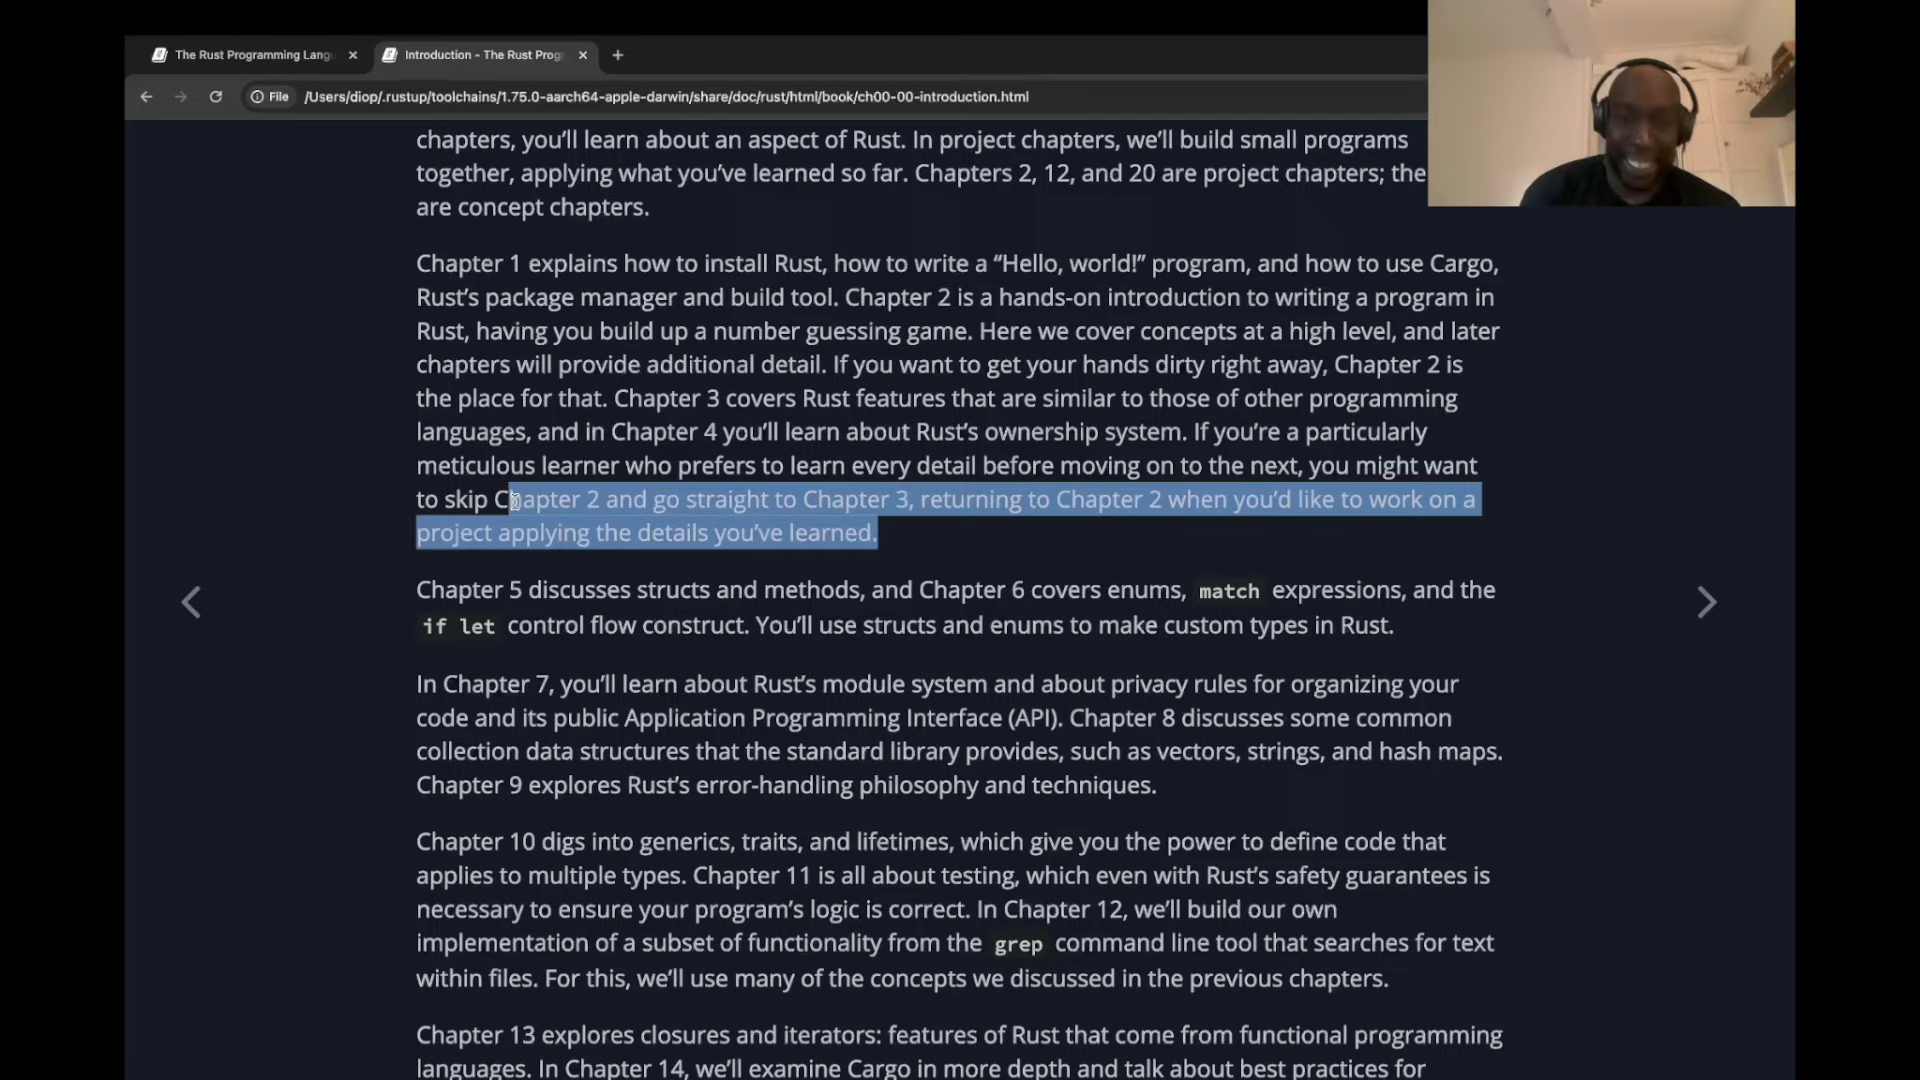 The Rust Programming Lang
Introduction - The Rust Prog
File
/Users/diop/.rustup/toolchains/1.75.0-aarch64-apple-darwin/share/doc/rust/html/book/ch00-00-introduction.html
chapters, you’ll learn about an aspect of Rust. In project chapters, we’ll build small programs
together, applying what you’ve learned so far. Chapters 2, 12, and 20 are project chapters; the
are concept chapters.
Chapter 1 explains how to install Rust, how to write a “Hello, world!” program, and how to use Cargo,
Rust’s package manager and build tool. Chapter 2 is a hands-on introduction to writing a program in
Rust, having you build up a number guessing game. Here we cover concepts at a high level, and later
chapters will provide additional detail. If you want to get your hands dirty right away, Chapter 2 is
the place for that. Chapter 3 covers Rust features that are similar to those of other programming
languages, and in Chapter 4 you’ll learn about Rust’s ownership system. If you’re a particularly
meticulous learner who prefers to learn every detail before moving on to the next, you might want
to skip Chapter 2 and go straight to Chapter 3, returning to Chapter 2 when you’d like to work on a
project applying the details you’ve learned.
Chapter 5 discusses structs and methods, and Chapter 6 covers enums, match expressions, and the
if let control flow construct. You’ll use structs and enums to make custom types in Rust.
In Chapter 7, you’ll learn about Rust’s module system and about privacy rules for organizing your
code and its public Application Programming Interface (API). Chapter 8 discusses some common
collection data structures that the standard library provides, such as vectors, strings, and hash maps.
Chapter 9 explores Rust’s error-handling philosophy and techniques.
Chapter 10 digs into generics, traits, and lifetimes, which give you the power to define code that
applies to multiple types. Chapter 11 is all about testing, which even with Rust’s safety guarantees is
necessary to ensure your program’s logic is correct. In Chapter 12, we’ll build our own
implementation of a subset of functionality from the grep command line tool that searches for text
within files. For this, we’ll use many of the concepts we discussed in the previous chapters.
Chapter 13 explores closures and iterators: features of Rust that come from functional programming
languages. In Chapter 14, we’ll examine Cargo in more depth and talk about best practices for